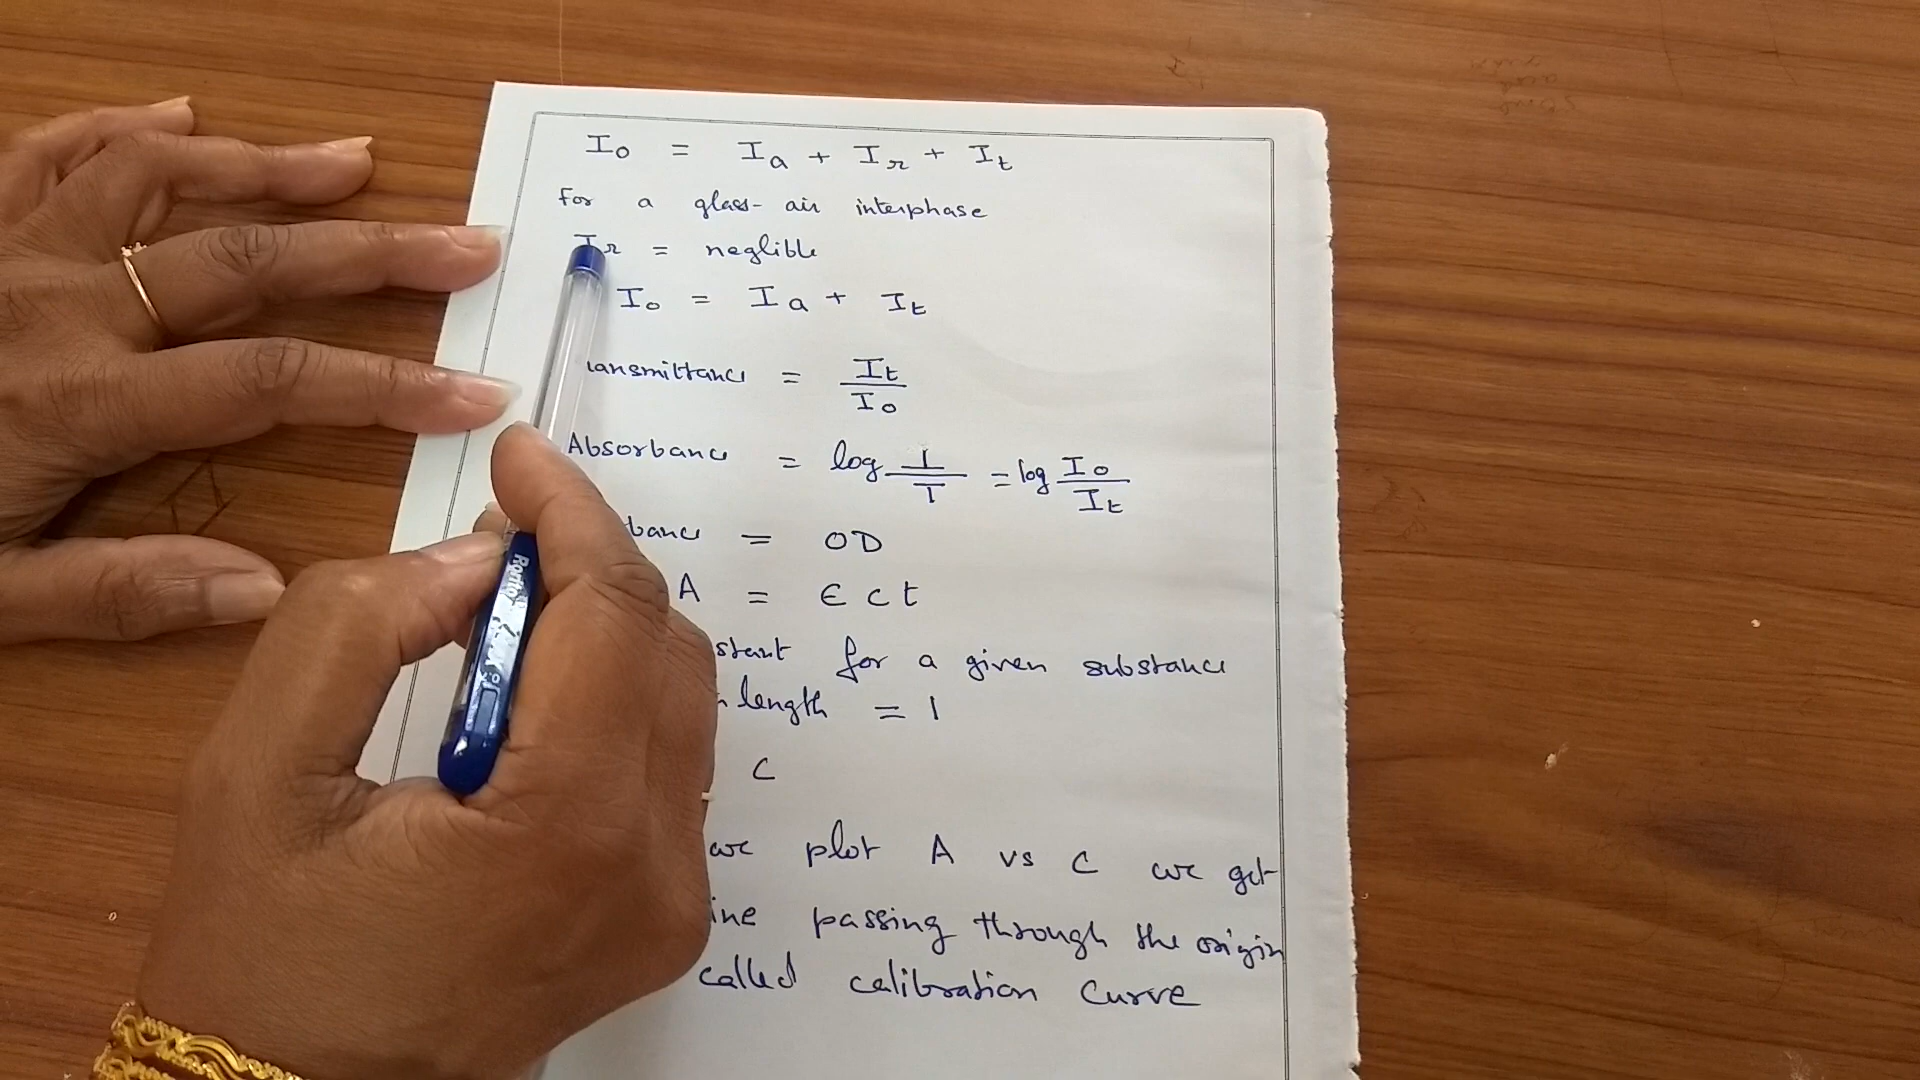 I₀ = Iₐ + Iᵣ + Iₜ
For a glass-air interphase
Iᵣ = neglible
I₀ = Iₐ + Iₜ
ransmittance = Iₜ/I₀
Absorbance = log 1/T = log I₀/Iₜ
bance = OD
A = ϵ c t
stant for a given substance
length = 1
C
we plot A vs C we get
ine passing through the origin
called calibration curve